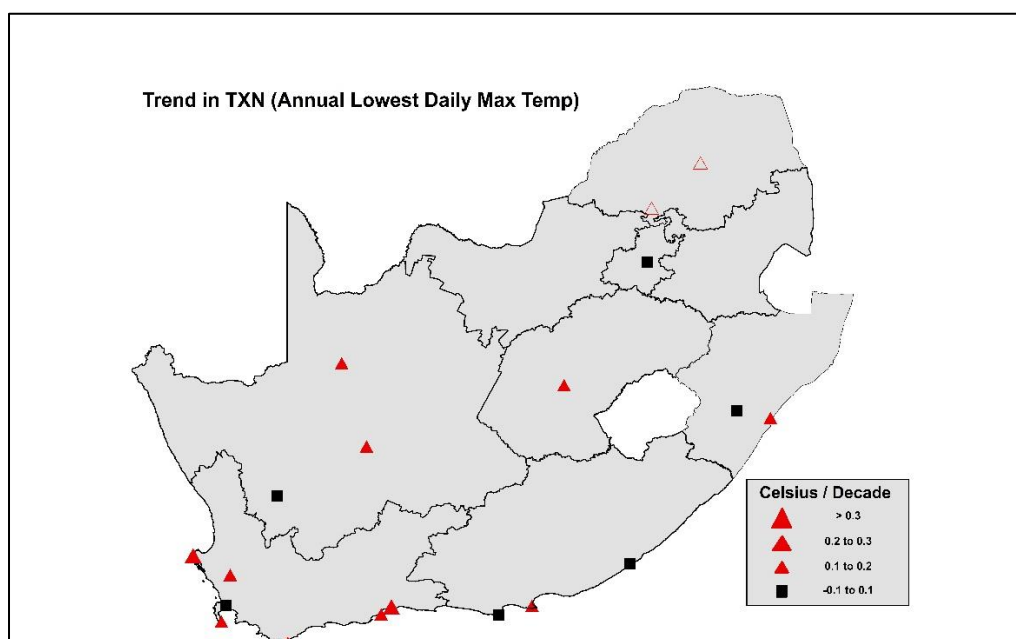 Trend in TXN (Annual Lowest Daily Max Temp)
Celsius / Decade
> 0.3
0.2 to 0.3
0.1 to 0.2
-0.1 to 0.1